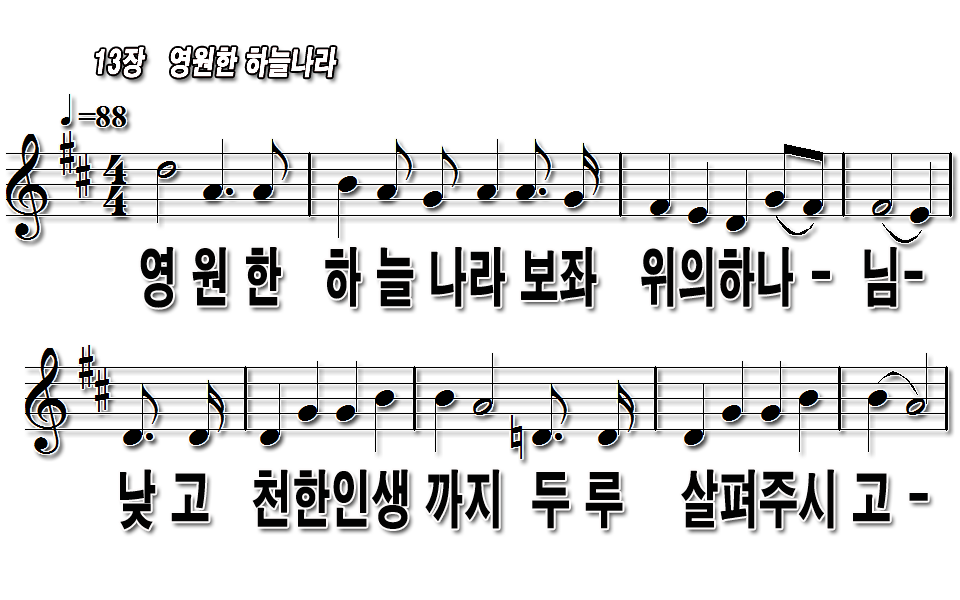 13장 영원한 하늘나라
♩=88
4
4
영 원 한 하 늘 나라 보좌 위의하나 - 님-
낮 고 천한인생 까지 두 루 살펴주시 고 -